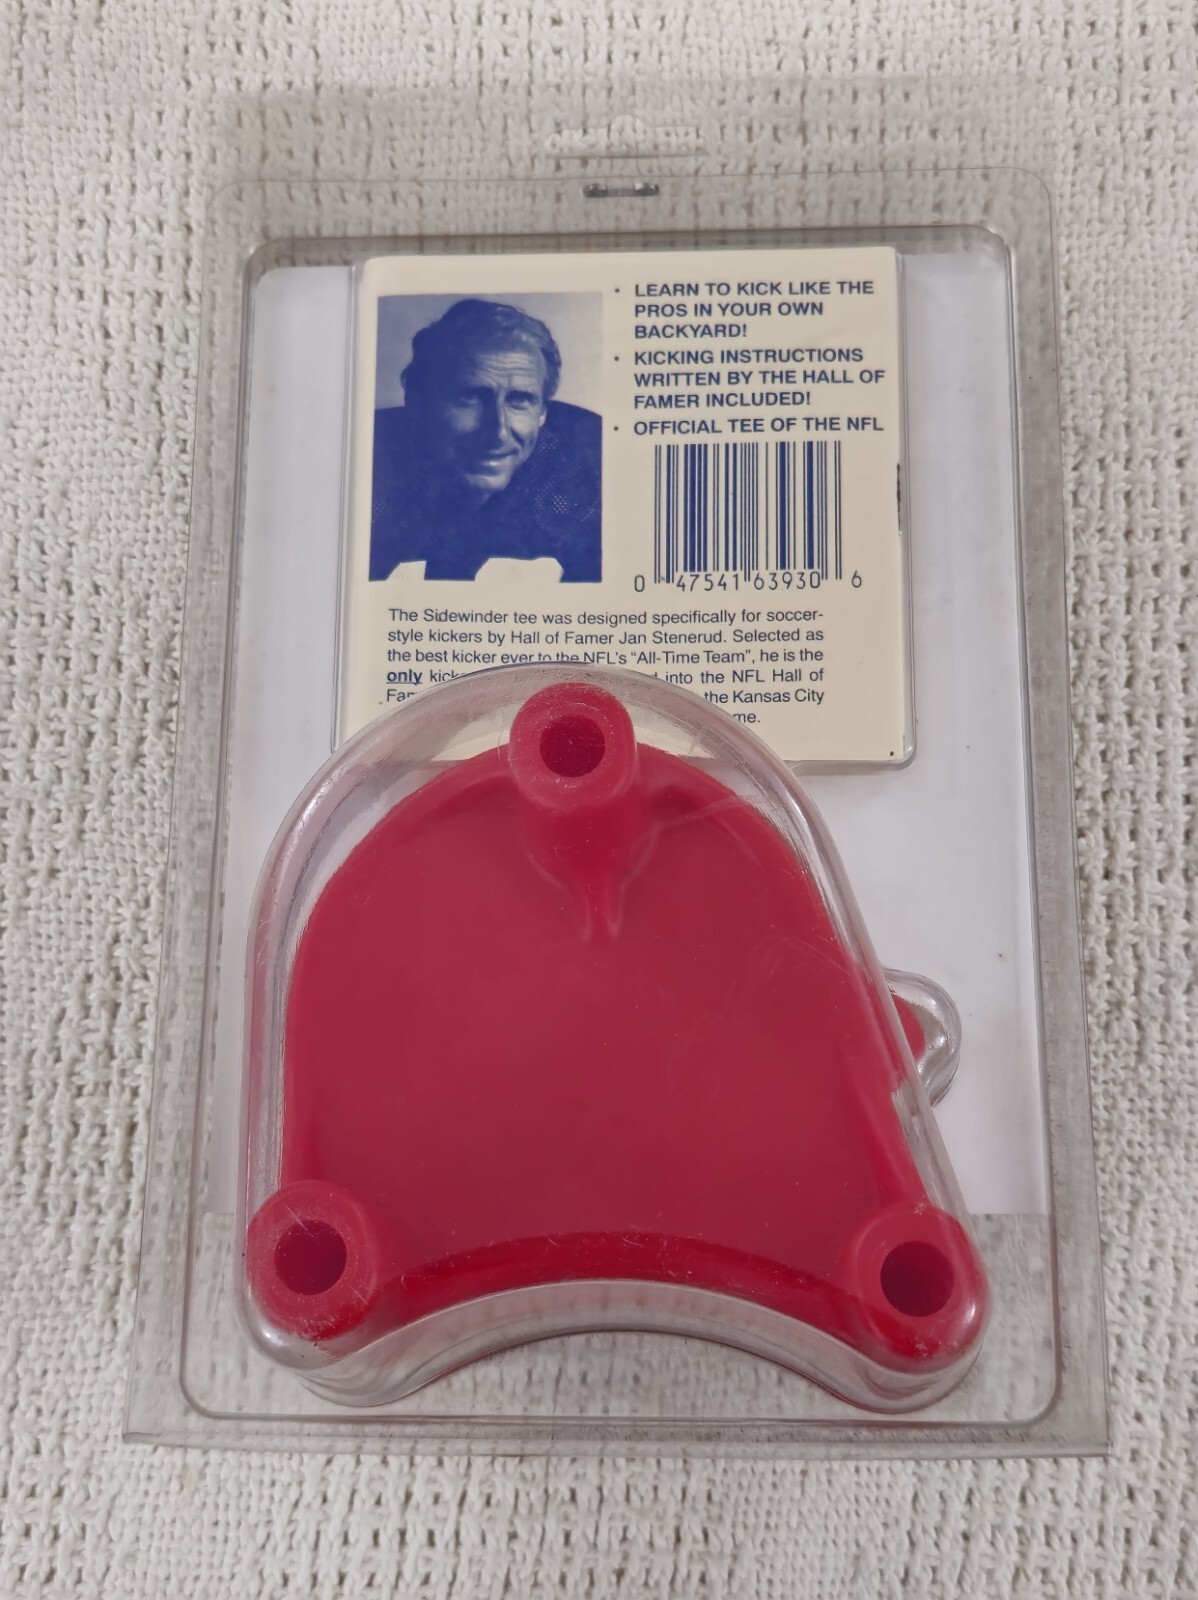 · LEARN TO KICK LIKE THE
PROS IN YOUR OWN
BACKYARD!
· KICKING INSTRUCTIONS
WRITTEN BY THE HALL OF
FAMER INCLUDED!
· OFFICIAL TEE OF THE NFL
0 47541 63930 6
The Sidewinder tee was designed specifically for soccer-
style kickers by Hall of Famer Jan Stenerud. Selected as
the best kicker ever to the NFL's "All-Time Team", he is the
only into the NFL Hall of
the Kansas City